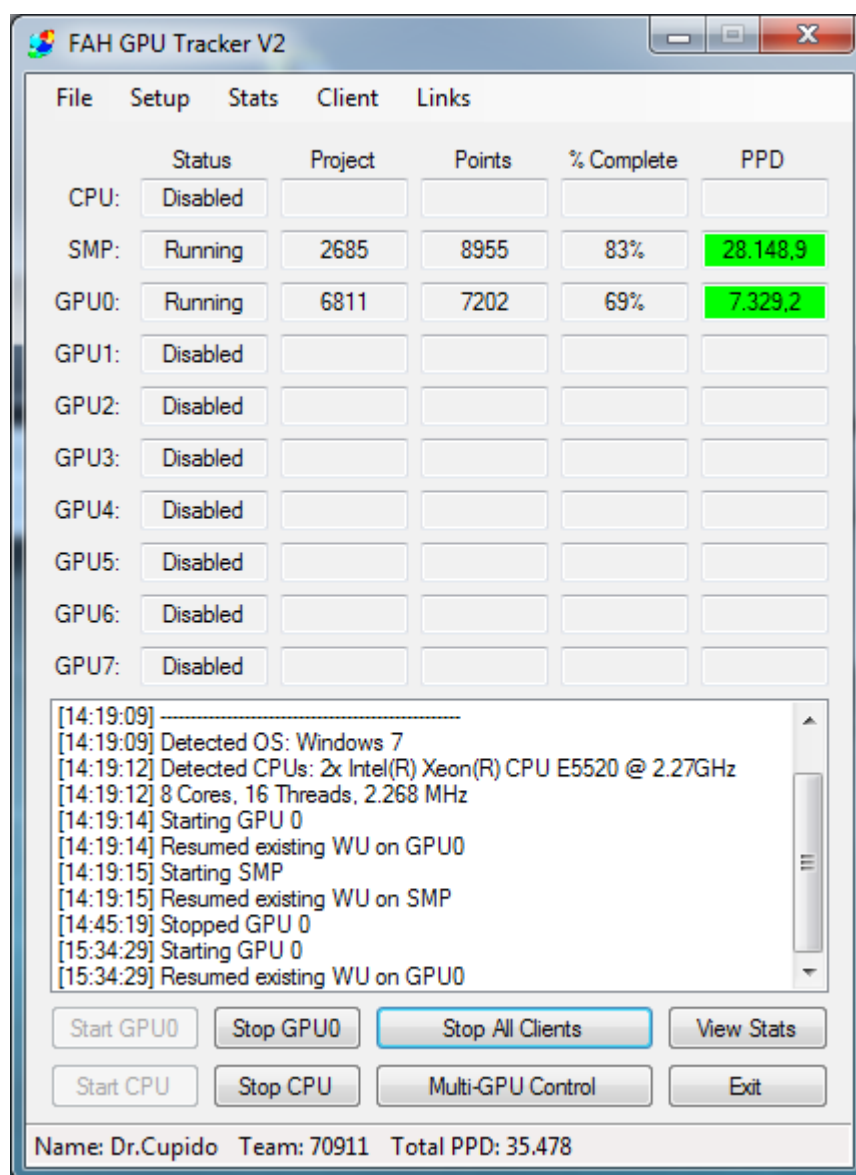 FAH GPU Tracker V2
File Setup Stats Client Links
Status Project Points % Complete PPD
CPU: Disabled
SMP: Running 2685 8955 83% 28.148,9
GPU0: Running 6811 7202 69% 7.329,2
GPU1: Disabled
GPU2: Disabled
GPU3: Disabled
GPU4: Disabled
GPU5: Disabled
GPU6: Disabled
GPU7: Disabled
[14:19:09] --------------------------------------------------
[14:19:09] Detected OS: Windows 7
[14:19:12] Detected CPUs: 2x Intel(R) Xeon(R) CPU E5520 @ 2.27GHz
[14:19:12] 8 Cores, 16 Threads, 2.268 MHz
[14:19:14] Starting GPU 0
[14:19:14] Resumed existing WU on GPU0
[14:19:15] Starting SMP
[14:19:15] Resumed existing WU on SMP
[14:45:19] Stopped GPU 0
[15:34:29] Starting GPU 0
[15:34:29] Resumed existing WU on GPU0
Start GPU0 Stop GPU0 Stop All Clients View Stats
Start CPU Stop CPU Multi-GPU Control Exit
Name: Dr.Cupido Team: 70911 Total PPD: 35.478